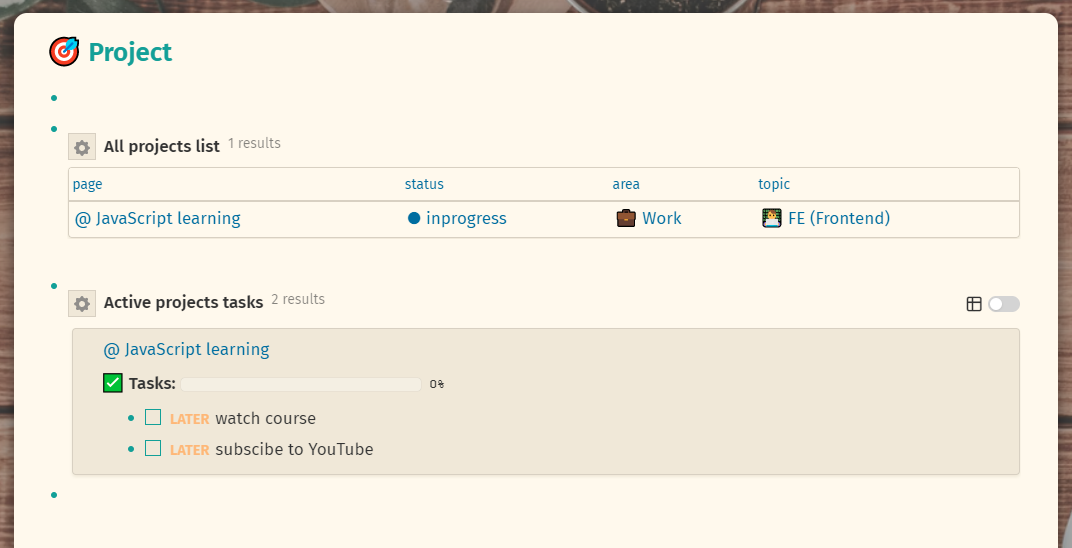 Project
All projects list 1 results
page status area topic
@ JavaScript learning inprogress Work FE (Frontend)
Active projects tasks 2 results
@ JavaScript learning
Tasks: 0%
LATER watch course
LATER subscibe to YouTube